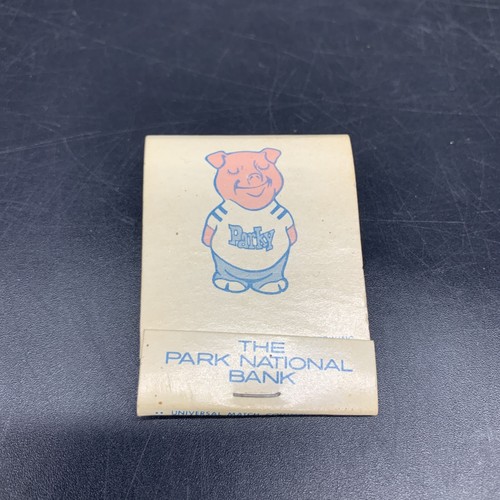 Parky
THE
PARK NATIONAL
BANK
UNIVERSAL MATCH